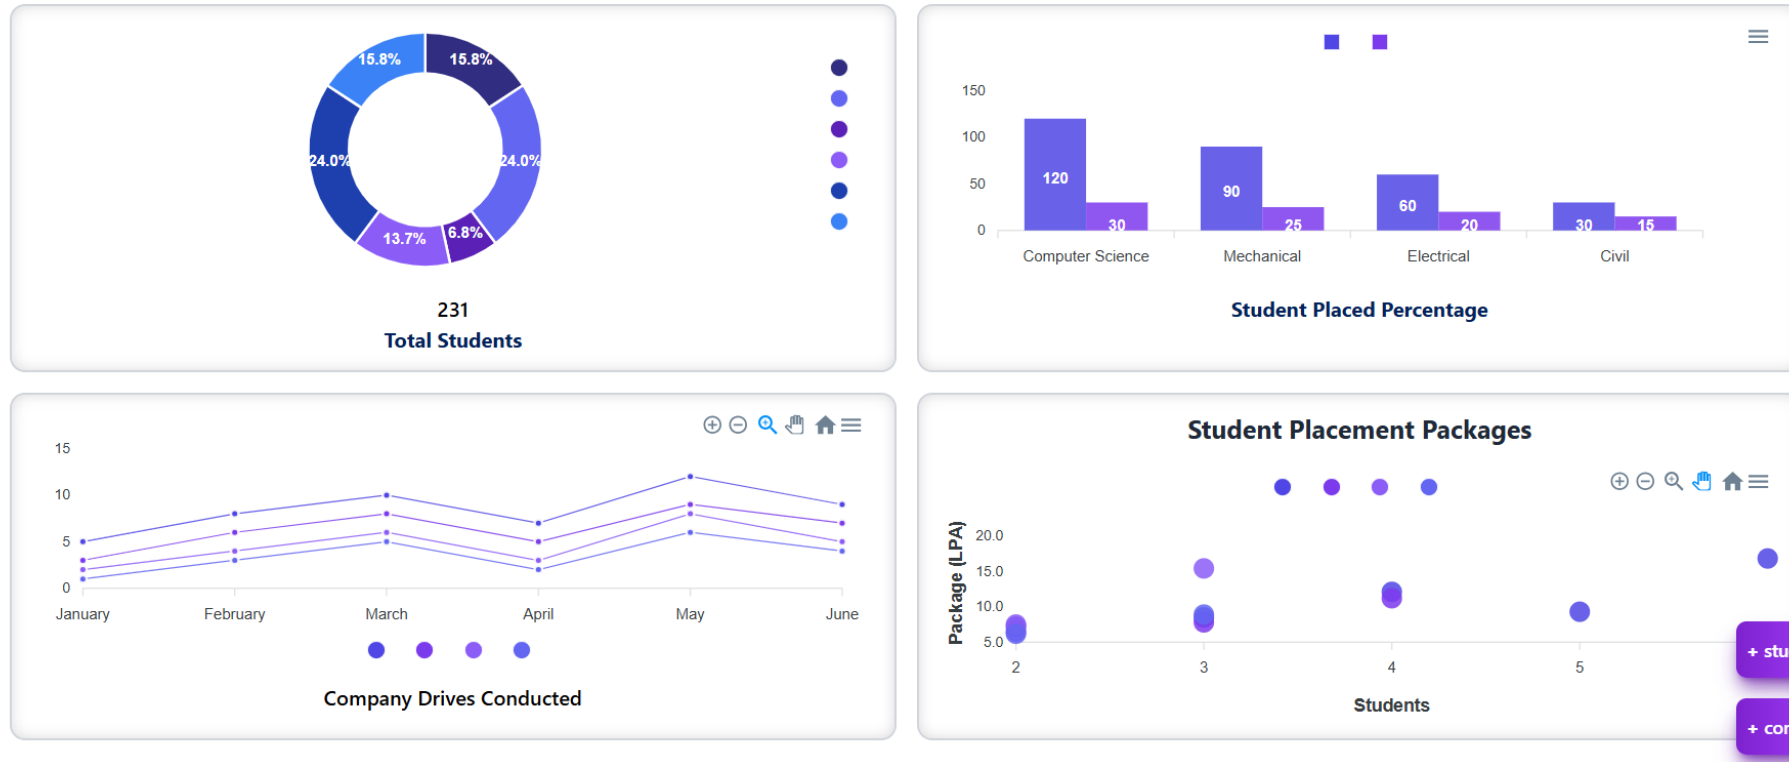 15.8% 15.8%
24.0% 24.0%
13.7% 6.8%
231
Total Students
150
100
50
0
120 30 90 25 60 20 30 15
Computer Science Mechanical Electrical Civil
Student Placed Percentage
15
10
5
0
January February March April May June
Company Drives Conducted
Student Placement Packages
Package (LPA)
20.0
15.0
10.0
5.0
2 3 4 5
Students
+ stu
+ con